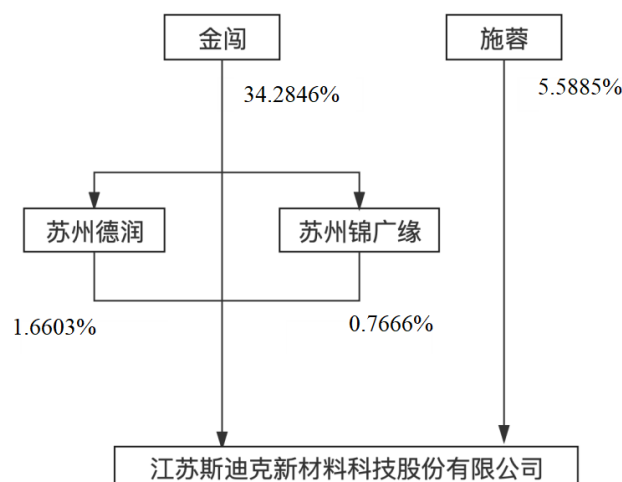 金闯
施蓉
34.2846%
5.5885%
苏州德润
苏州锦广缘
1.6603%
0.7666%
江苏斯迪克新材料科技股份有限公司